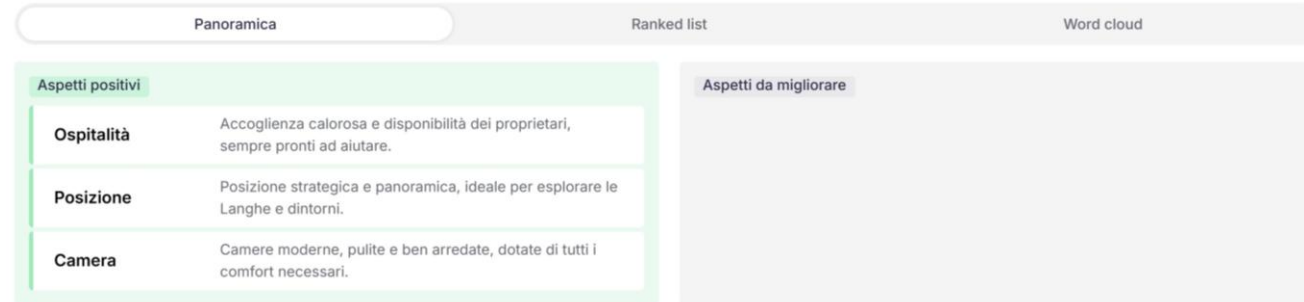 Panoramica
Ranked list
Word cloud
Aspetti positivi
Ospitalità
Accoglienza calorosa e disponibilità dei proprietari,
sempre pronti ad aiutare.
Posizione
Posizione strategica e panoramica, ideale per esplorare le
Langhe e dintorni.
Camera
Camere moderne, pulite e ben arredate, dotate di tutti i
comfort necessari.
Aspetti da migliorare